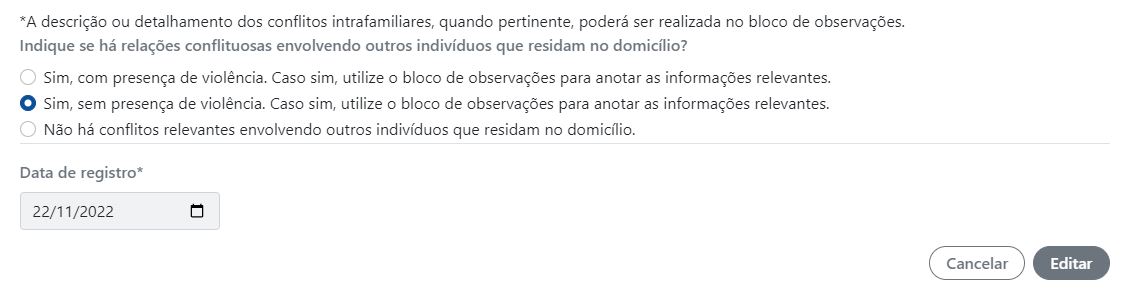 *A descrição ou detalhamento dos conflitos intrafamiliares, quando pertinente, poderá ser realizada no bloco de observações.
Indique se há relações conflituosas envolvendo outros indivíduos que residam no domicílio?
Sim, com presença de violência. Caso sim, utilize o bloco de observações para anotar as informações relevantes.
Sim, sem presença de violência. Caso sim, utilize o bloco de observações para anotar as informações relevantes.
Não há conflitos relevantes envolvendo outros indivíduos que residam no domicílio.
Data de registro*
22/11/2022
Cancelar Editar